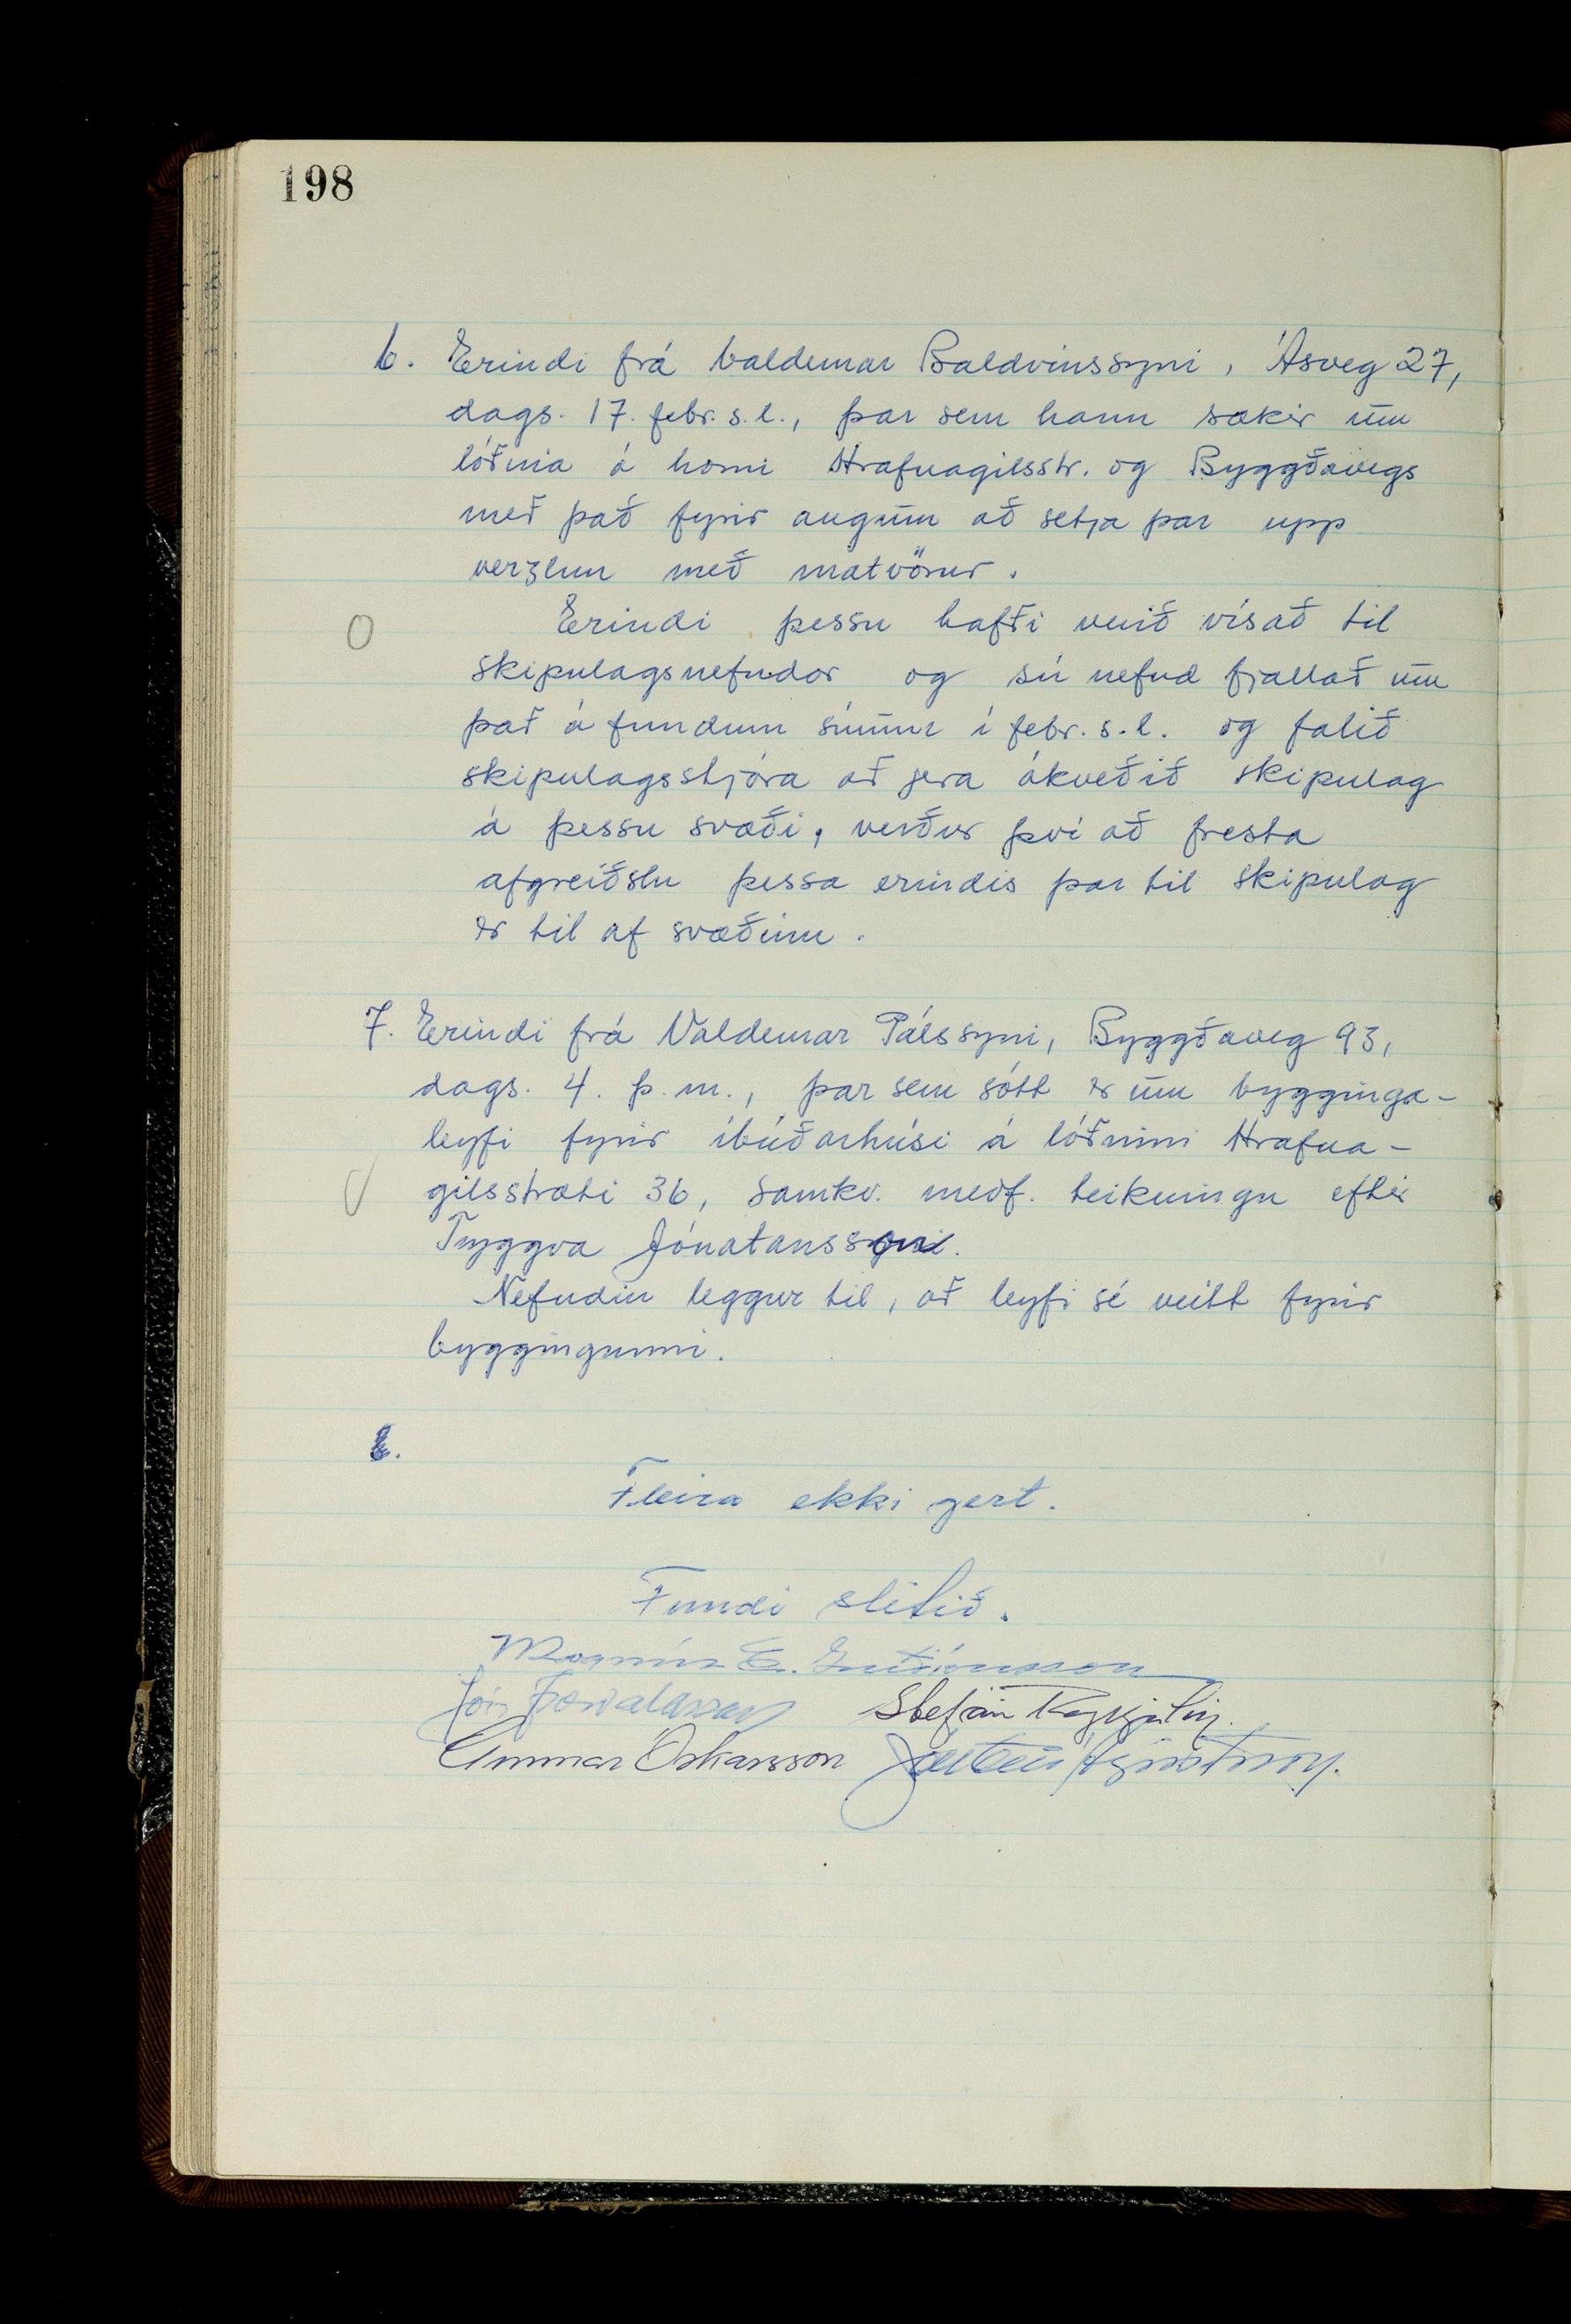 198
6. Erindi frá Valdemar Baldvinssyni, Ásveg 27,
dags. 17. febr. s.l., þar sem hann sækir um
lóðina á horni Hrafnagilsstr. og Byggðavegs
með það fyrir augum að setja þar upp
verzlun með matvörur.
Erindi þessu hafði verið vísað til
skipulagsnefndar og sú nefnd fjallað um
það á fundum sínum í febr. s.l. og falið
skipulagsstjóra að gera ákveðið skipulag
á þessu svæði, verður því að fresta
afgreiðslu þessa erindis þar til skipulag
er til af svæðinu.
7. Erindi frá Valdemar Pálssyni, Byggðaveg 93,
dags. 4. þ.m., þar sem sótt er um bygginga-
leyfi fyrir íbúðarhúsi á lóðinni Hrafna-
gilsstræti 36, samkv. meðf. teikningu eftir
Tryggva Jónatansson.
Nefndin leggur til, að leyfi sé veitt fyrir
byggingunni.
8.
Fleira ekki gert.
Fundi slitið.
Magnús E. Guðjónsson
Jón Þorvaldsson Stefán Reykjalín.
Gunnar Óskarsson